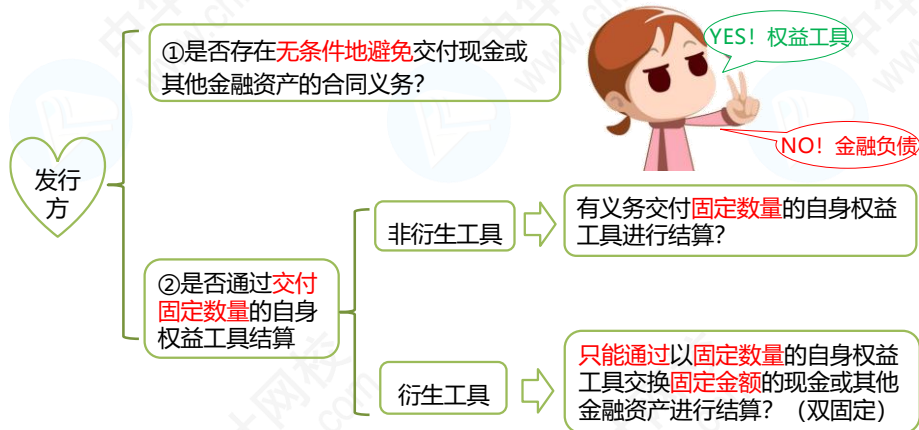 ①是否存在无条件地避免交付现金或
其他金融资产的合同义务？
YES！权益工具
NO！金融负债
发行
方
②是否通过交付
固定数量的自身
权益工具结算
非衍生工具
有义务交付固定数量的自身权益
工具进行结算？
衍生工具
只能通过以固定数量的自身权益
工具交换固定金额的现金或其他
金融资产进行结算？（双固定）